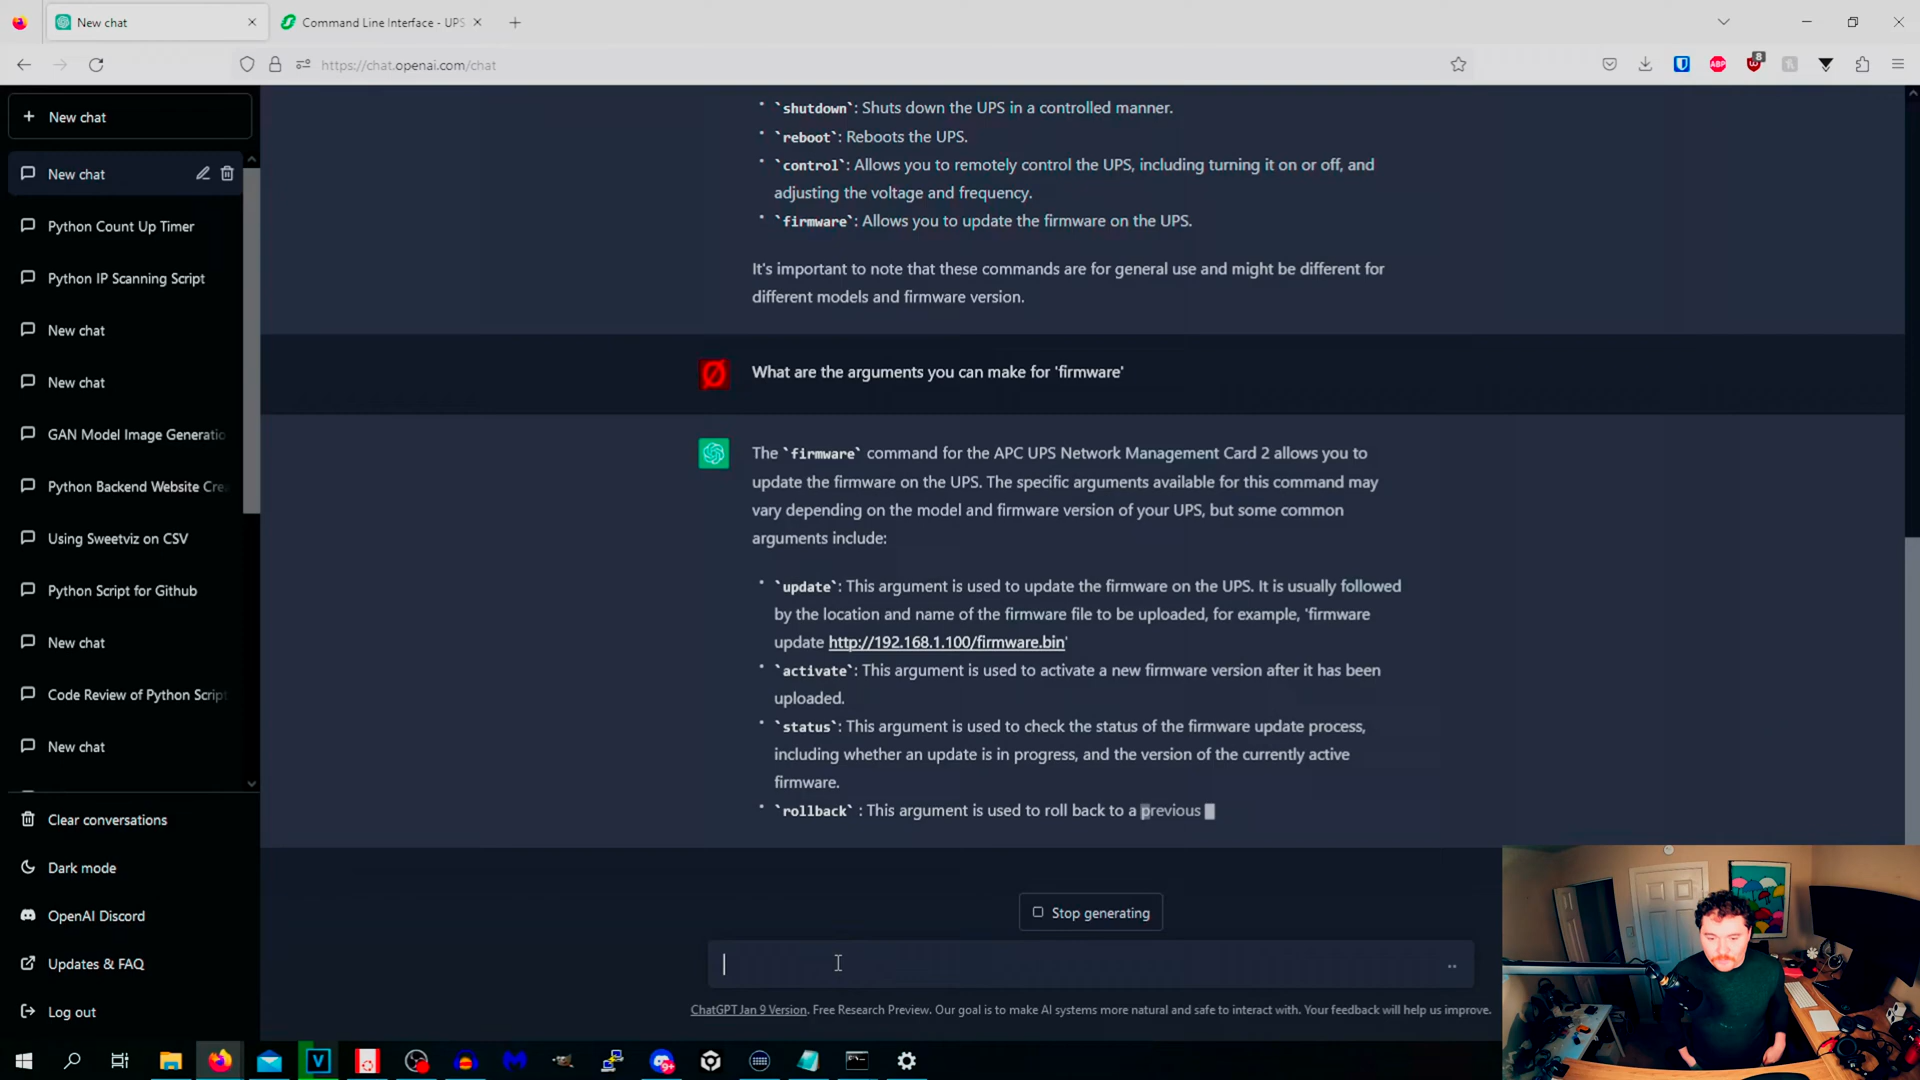 New chat
Command Line Interface - UPS
https://chat.openai.com/chat
8
ABP
New chat
New chat
Python Count Up Timer
Python IP Scanning Script
New chat
New chat
GAN Model Image Generatio
Python Backend Website Cre
Using Sweetviz on CSV
Python Script for Github
New chat
Code Review of Python Script
New chat
Clear conversations
Dark mode
OpenAI Discord
Updates & FAQ
Log out
`shutdown`: Shuts down the UPS in a controlled manner.
`reboot`: Reboots the UPS.
`control`: Allows you to remotely control the UPS, including turning it on or off, and
adjusting the voltage and frequency.
`firmware`: Allows you to update the firmware on the UPS.
It's important to note that these commands are for general use and might be different for
different models and firmware version.
What are the arguments you can make for 'firmware'
The `firmware` command for the APC UPS Network Management Card 2 allows you to
update the firmware on the UPS. The specific arguments available for this command may
vary depending on the model and firmware version of your UPS, but some common
arguments include:
`update`: This argument is used to update the firmware on the UPS. It is usually followed
by the location and name of the firmware file to be uploaded, for example, 'firmware
update http://192.168.1.100/firmware.bin'
`activate`: This argument is used to activate a new firmware version after it has been
uploaded.
`status`: This argument is used to check the status of the firmware update process,
including whether an update is in progress, and the version of the currently active
firmware.
`rollback` : This argument is used to roll back to a previous
Stop generating
ChatGPT Jan 9 Version. Free Research Preview. Our goal is to make AI systems more natural and safe to interact with. Your feedback will help us improve.
V
9+